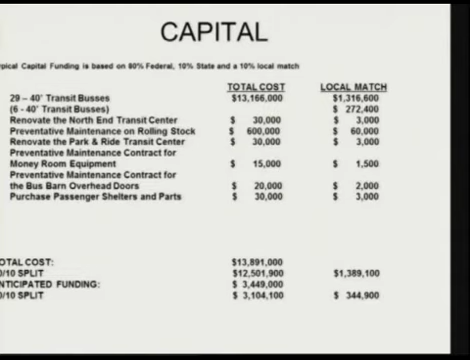 CAPITAL
pical Capital Funding is based on 80% Federal, 10% State and a 10% local match
TOTAL COST LOCAL MATCH
29 – 40' Transit Busses $13,166,000 $1,316,600
(6 - 40' Transit Busses) $ 272,400
Renovate the North End Transit Center $ 30,000 $ 3,000
Preventative Maintenance on Rolling Stock $ 600,000 $ 60,000
Renovate the Park & Ride Transit Center $ 30,000 $ 3,000
Preventative Maintenance Contract for
Money Room Equipment $ 15,000 $ 1,500
Preventative Maintenance Contract for
the Bus Barn Overhead Doors $ 20,000 $ 2,000
Purchase Passenger Shelters and Parts $ 30,000 $ 3,000
OTAL COST: $13,891,000
0/10 SPLIT $12,501,900 $1,389,100
NTICIPATED FUNDING: $ 3,449,000
0/10 SPLIT $ 3,104,100 $ 344,900